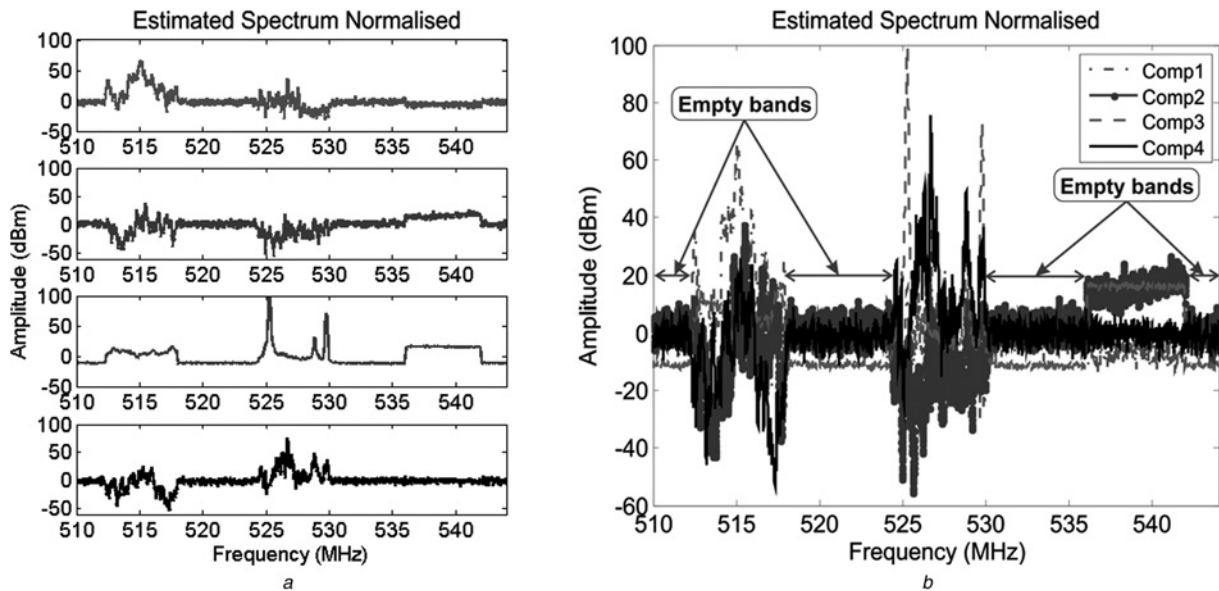 Estimated Spectrum Normalised
Amplitude (dBm)
100
50
0
-50
510 515 520 525 530 535 540
100
50
0
-50
510 515 520 525 530 535 540
100
50
0
-50
510 515 520 525 530 535 540
100
50
0
-50
510 515 520 525 530 535 540
Frequency (MHz)
a
Estimated Spectrum Normalised
Amplitude (dBm)
100
80
60
40
20
0
-20
-40
-60
Empty bands
Comp1
Comp2
Comp3
Comp4
Empty bands
510 515 520 525 530 535 540
Frequency (MHz)
b